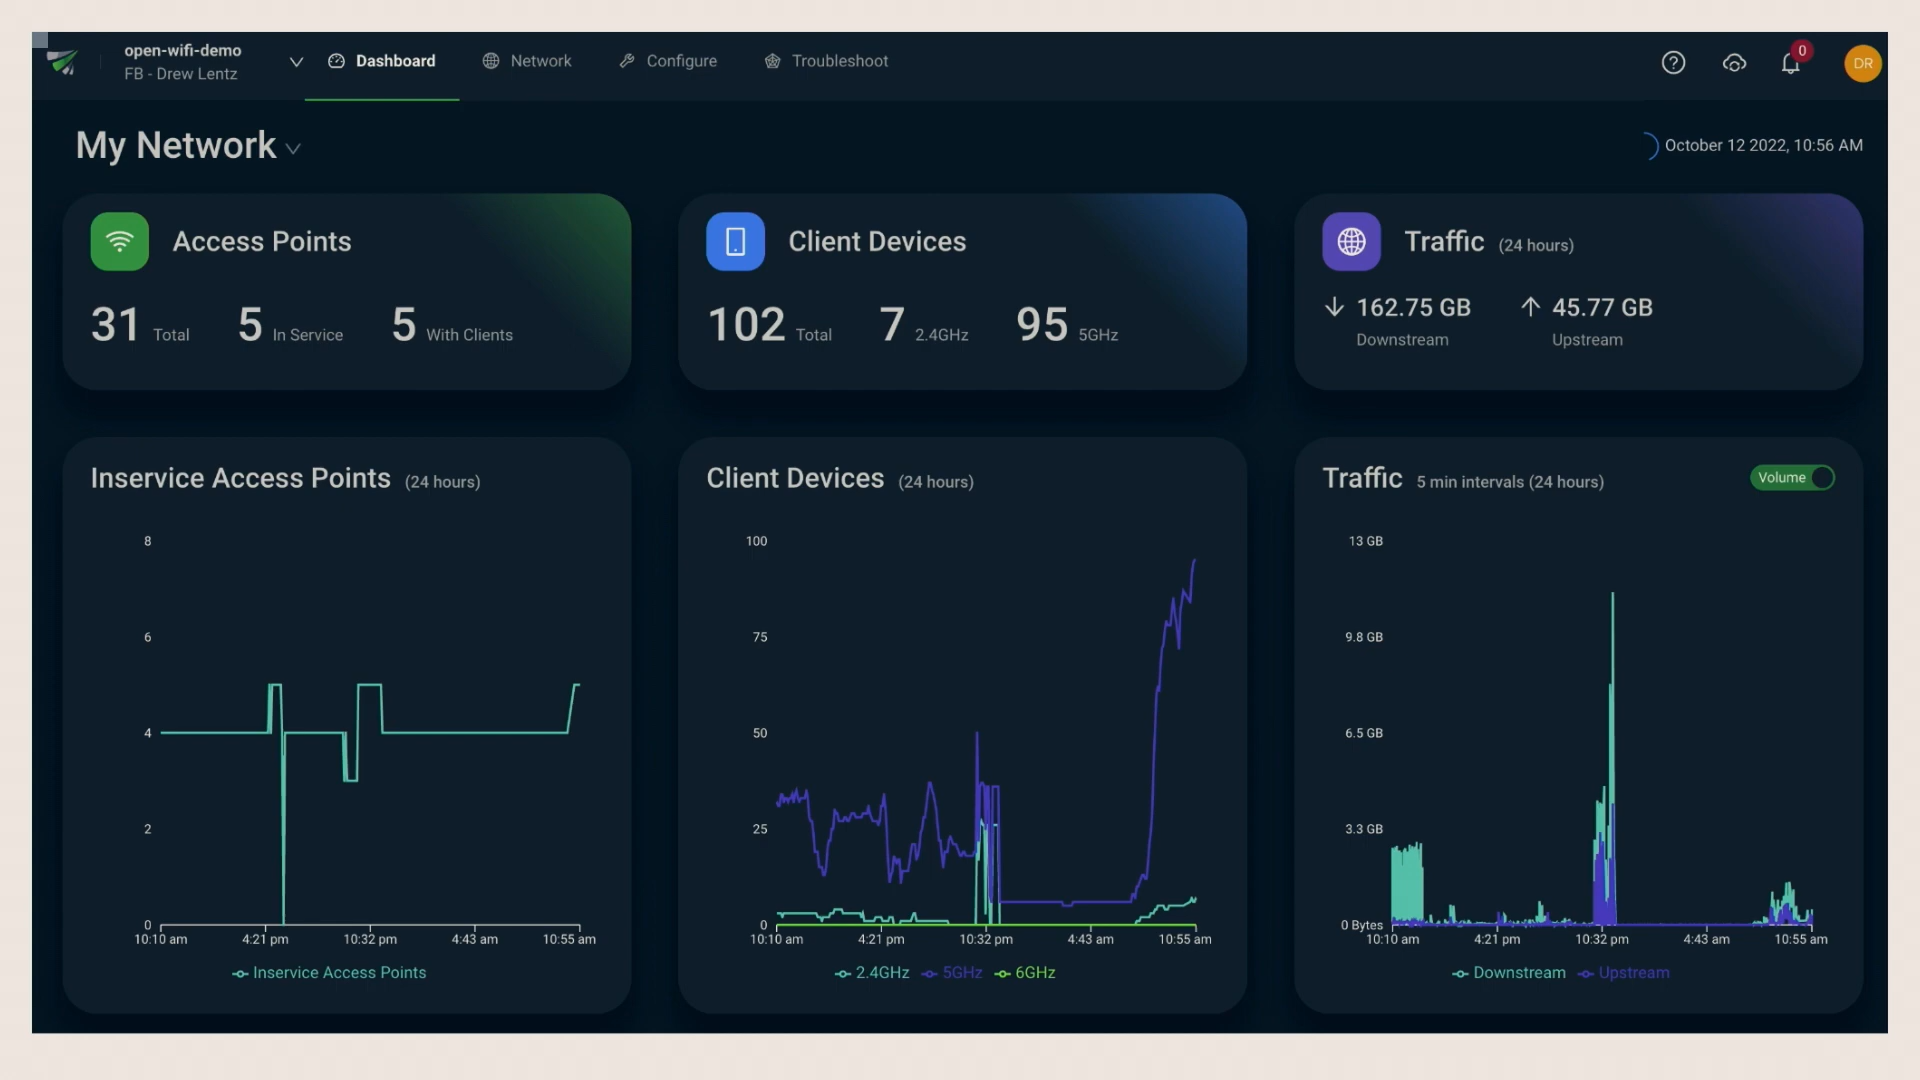 open-wifi-demo
FB - Drew Lentz
Dashboard
Network
Configure
Troubleshoot
0
DR
My Network
October 12 2022, 10:56 AM
Access Points
31 Total 5 In Service 5 With Clients
Client Devices
102 Total 7 2.4GHz 95 5GHz
Traffic (24 hours)
162.75 GB 45.77 GB
Downstream Upstream
Inservice Access Points (24 hours)
8
6
4
2
0
10:10 am 4:21 pm 10:32 pm 4:43 am 10:55 am
Inservice Access Points
Client Devices (24 hours)
100
75
50
25
0
10:10 am 4:21 pm 10:32 pm 4:43 am 10:55 am
2.4GHz 5GHz 6GHz
Traffic 5 min intervals (24 hours)
Volume
13 GB
9.8 GB
6.5 GB
3.3 GB
0 Bytes
10:10 am 4:21 pm 10:32 pm 4:43 am 10:55 am
Downstream Upstream